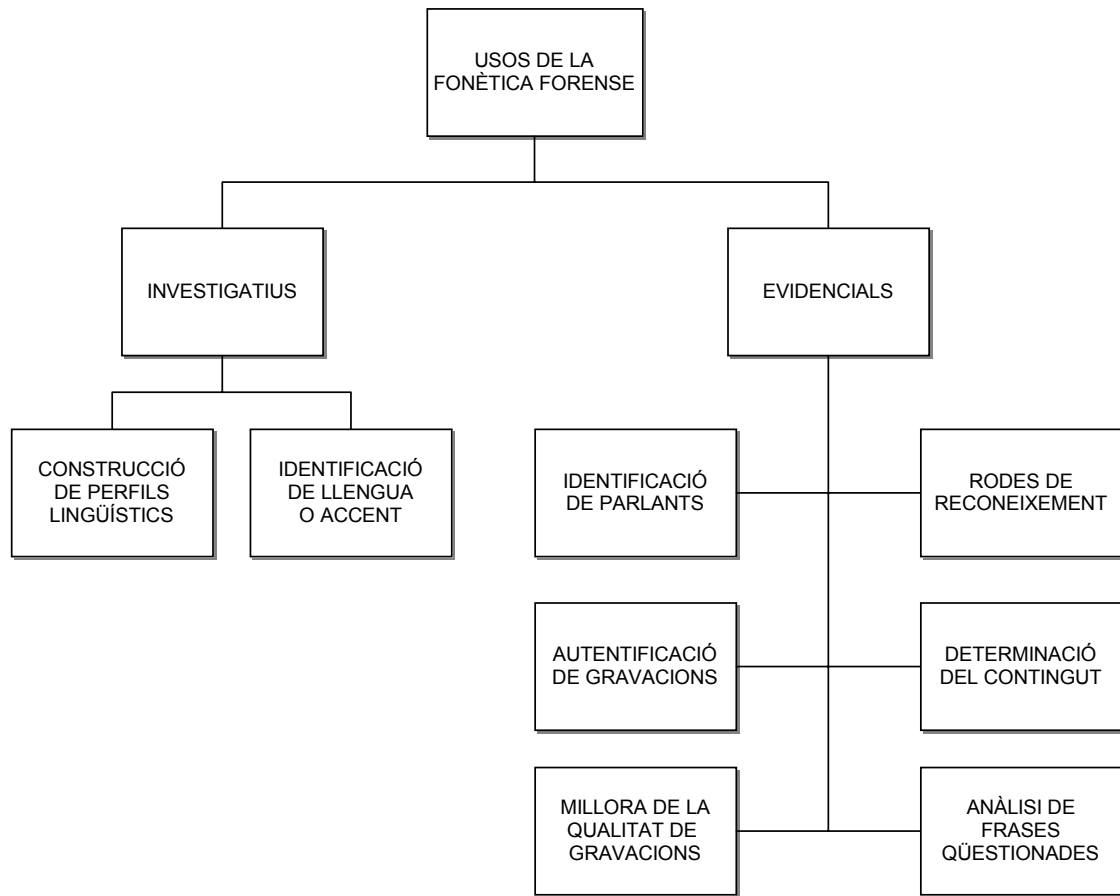 USOS DE LA
FONÈTICA FORENSE
INVESTIGATIUS
EVIDENCIALS
CONSTRUCCIÓ
DE PERFILS
LINGÜÍSTICS
IDENTIFICACIÓ
DE LLENGUA
O ACCENT
IDENTIFICACIÓ
DE PARLANTS
RODES DE
RECONEIXEMENT
AUTENTIFICACIÓ
DE GRAVACIONS
DETERMINACIÓ
DEL CONTINGUT
MILLORA DE LA
QUALITAT DE
GRAVACIONS
ANÀLISI DE
FRASES
QÜESTIONADES